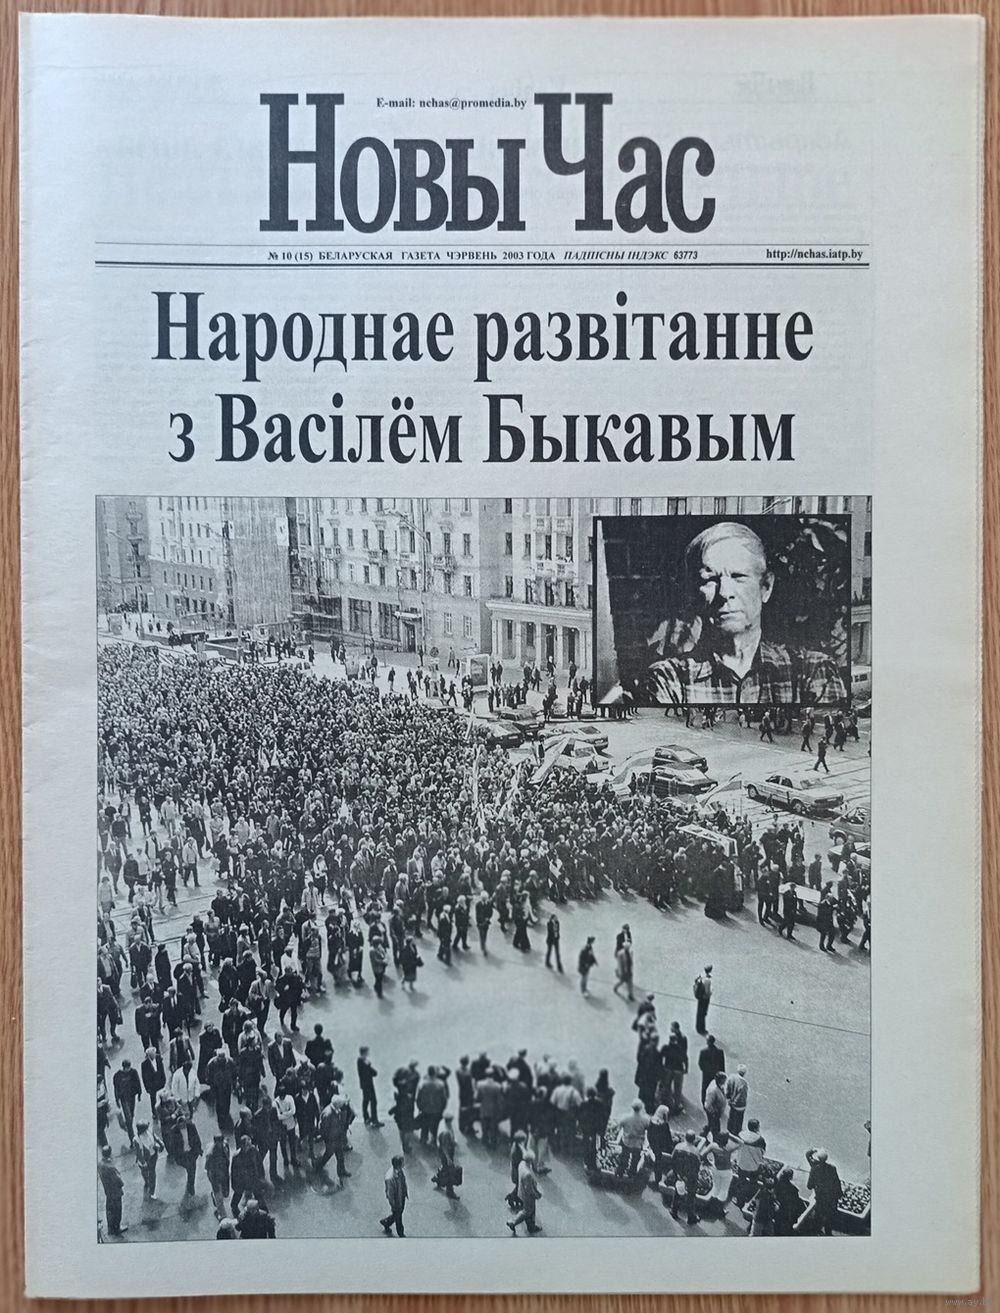 E-mail: nchas@promedia.by
Новы Час
№ 10 (15) БЕЛАРУСКАЯ ГАЗЕТА ЧЭРВЕНЬ 2003 ГОДА ПАДПІСНЫ ІНДЭКС 63773 http://nchas.iatp.by
Народнае развітанне
з Васілём Быкавым